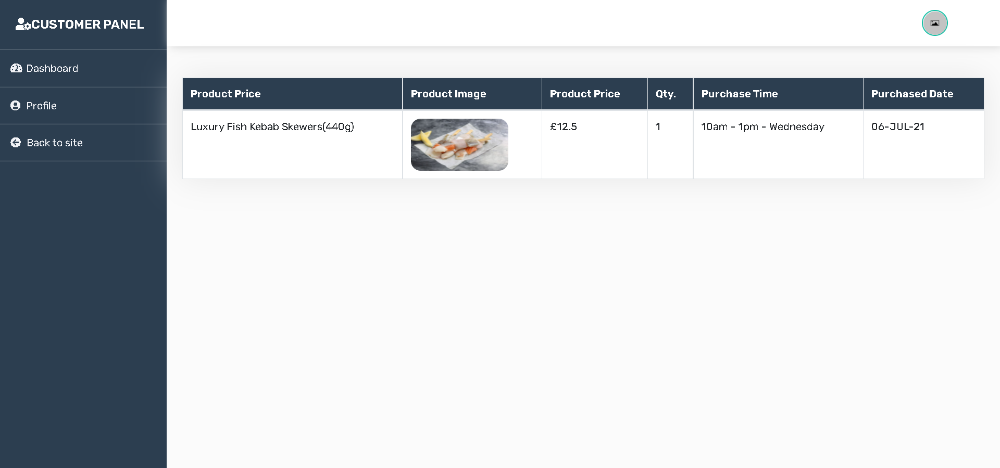 CUSTOMER PANEL
Dashboard
Profile
Back to site
Product Price Product Image Product Price Qty. Purchase Time Purchased Date
Luxury Fish Kebab Skewers(440g) £12.5 1 10am - 1pm - Wednesday 06-JUL-21